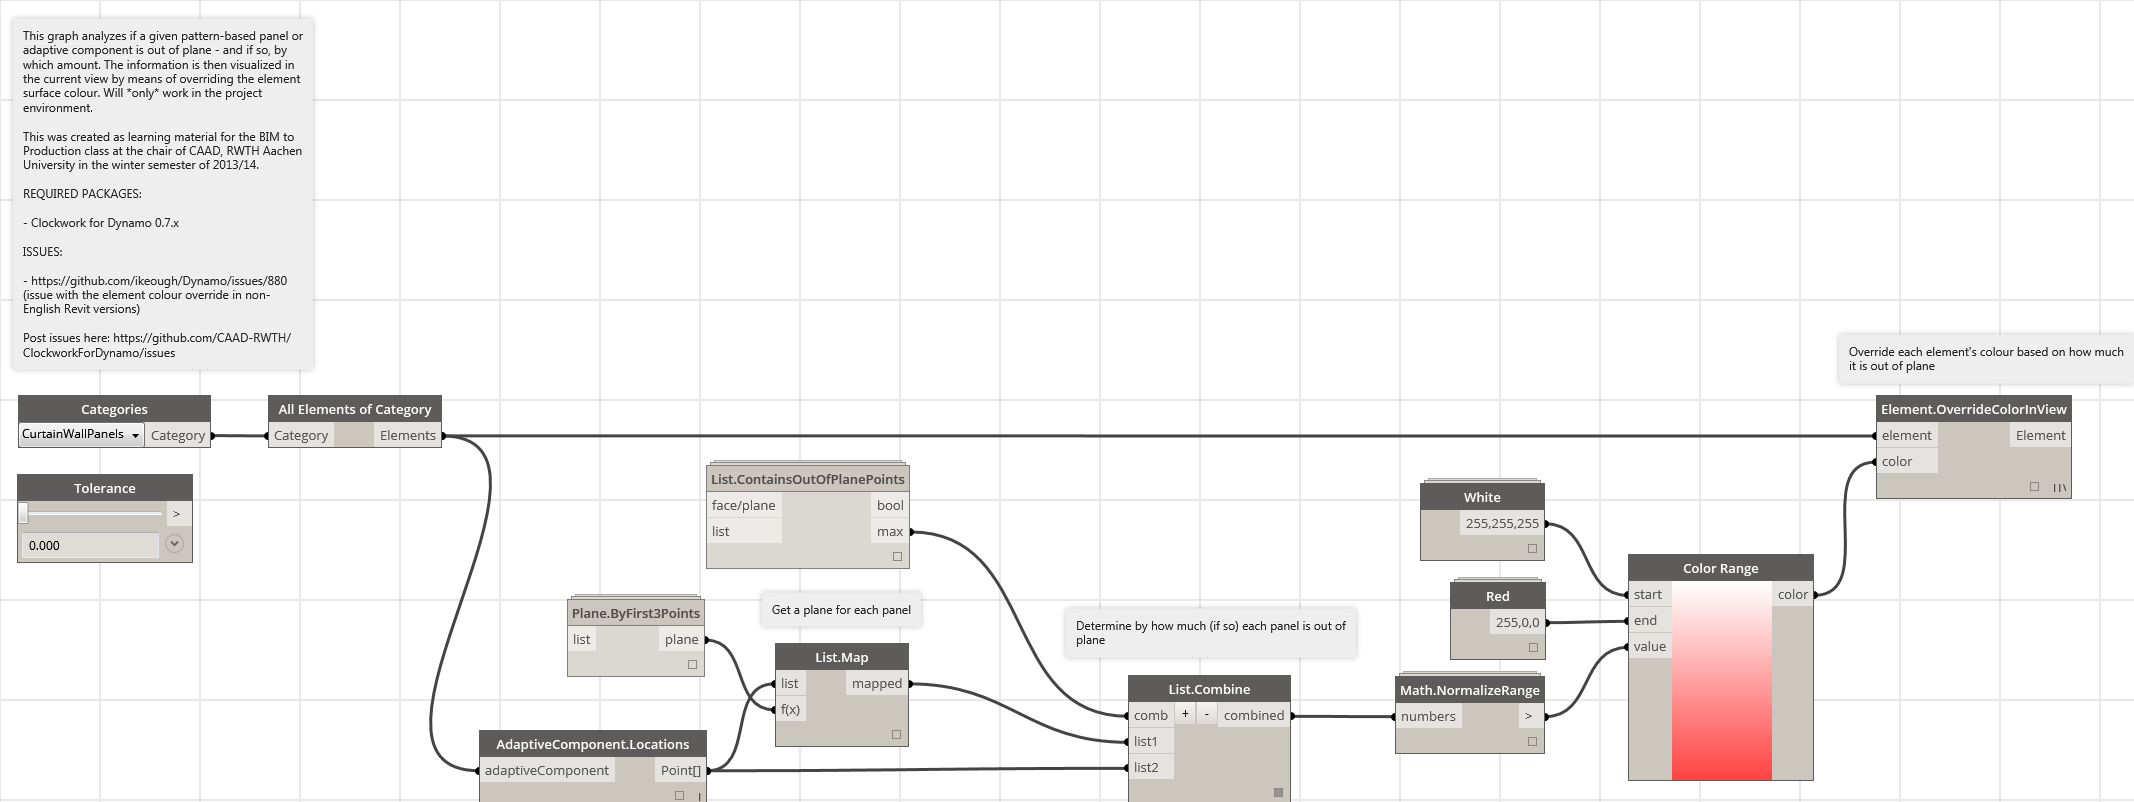 This graph analyzes if a given pattern-based panel or
adaptive component is out of plane - and if so, by
which amount. The information is then visualized in
the current view by means of overriding the element
surface colour. Will *only* work in the project
environment.
This was created as learning material for the BIM to
Production class at the chair of CAAD, RWTH Aachen
University in the winter semester of 2013/14.
REQUIRED PACKAGES:
- Clockwork for Dynamo 0.7.x
ISSUES:
- https://github.com/ikeough/Dynamo/issues/880
(issue with the element colour override in non-
English Revit versions)
Post issues here: https://github.com/CAAD-RWTH/
ClockworkForDynamo/issues
Categories
CurtainWallPanels Category
All Elements of Category
Category Elements
Tolerance
>
0.000
List.ContainsOutOfPlanePoints
face/plane bool
list max
Plane.ByFirst3Points
list plane
Get a plane for each panel
List.Map
list mapped
f(x)
AdaptiveComponent.Locations
adaptiveComponent Point[]
Determine by how much (if so) each panel is out of
plane
List.Combine
comb + - combined
list1
list2
White
255,255,255
Red
255,0,0
Math.NormalizeRange
numbers >
Color Range
start color
end
value
Override each element's colour based on how much
it is out of plane
Element.OverrideColorInView
element Element
color